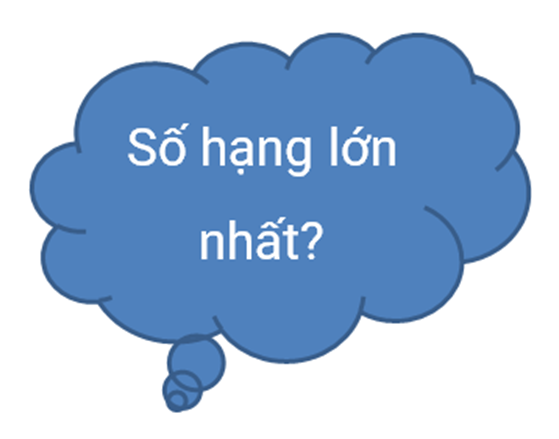 Số hạng lớn
nhất?